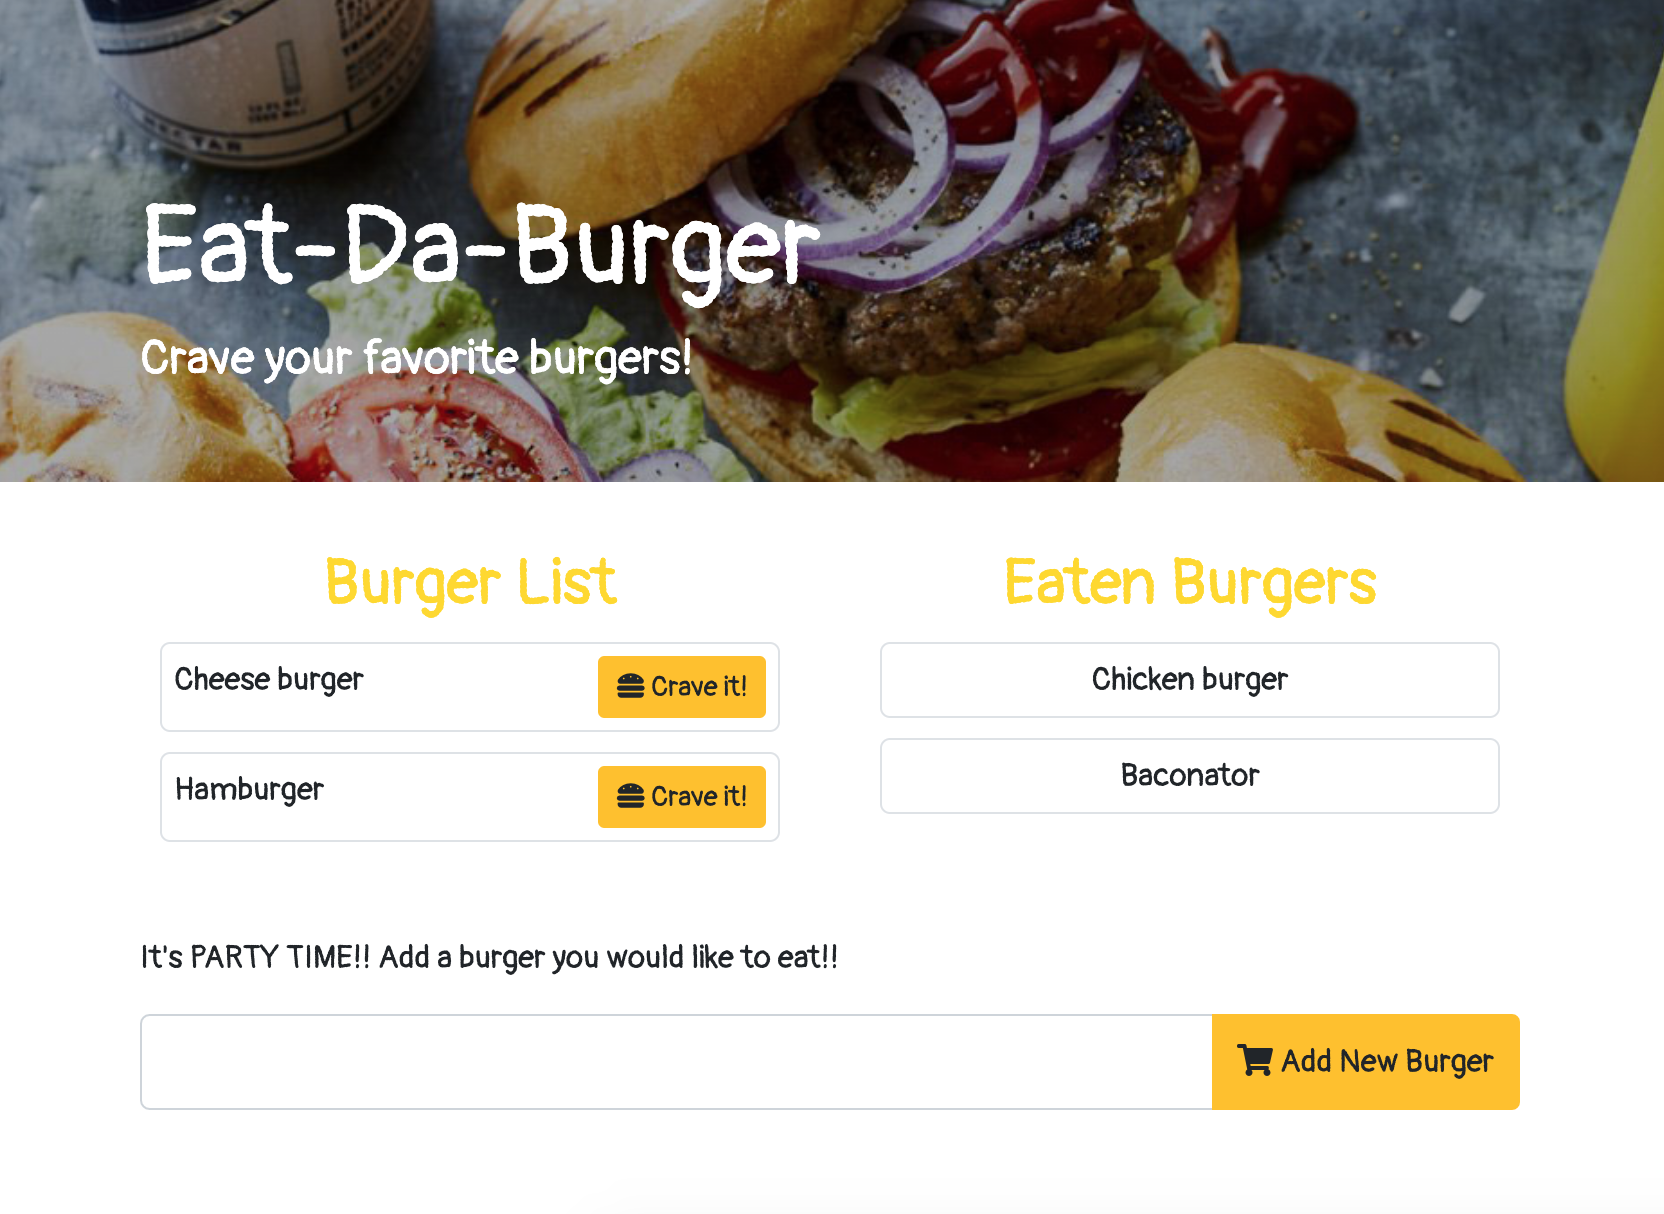 NECTAR
Eat-Da-Burger
Crave your favorite burgers!
Burger List
Cheese burger
Crave it!
Hamburger
Crave it!
Eaten Burgers
Chicken burger
Baconator
It's PARTY TIME!! Add a burger you would like to eat!!
Add New Burger